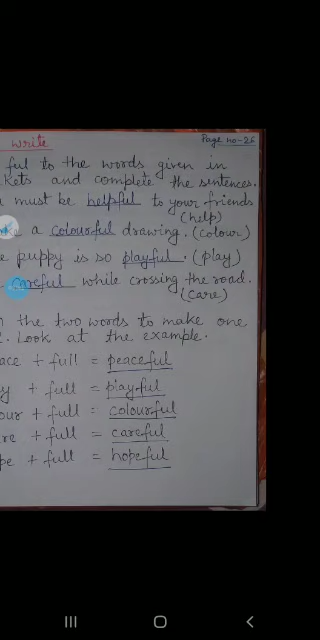 write Page no-26
ful to the words given in
kets and complete the sentences.
must be helpful to your friends
(help)
a colourful drawing. (colour)
puppy is so playful. (play)
careful while crossing the road.
(care)
the two words to make one
Look at the example.
ace + full = peaceful
y + full = playful
our + full = colourful
re + full = careful
pe + full = hopeful